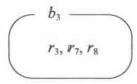 b₃
r₃, r₇, r₈